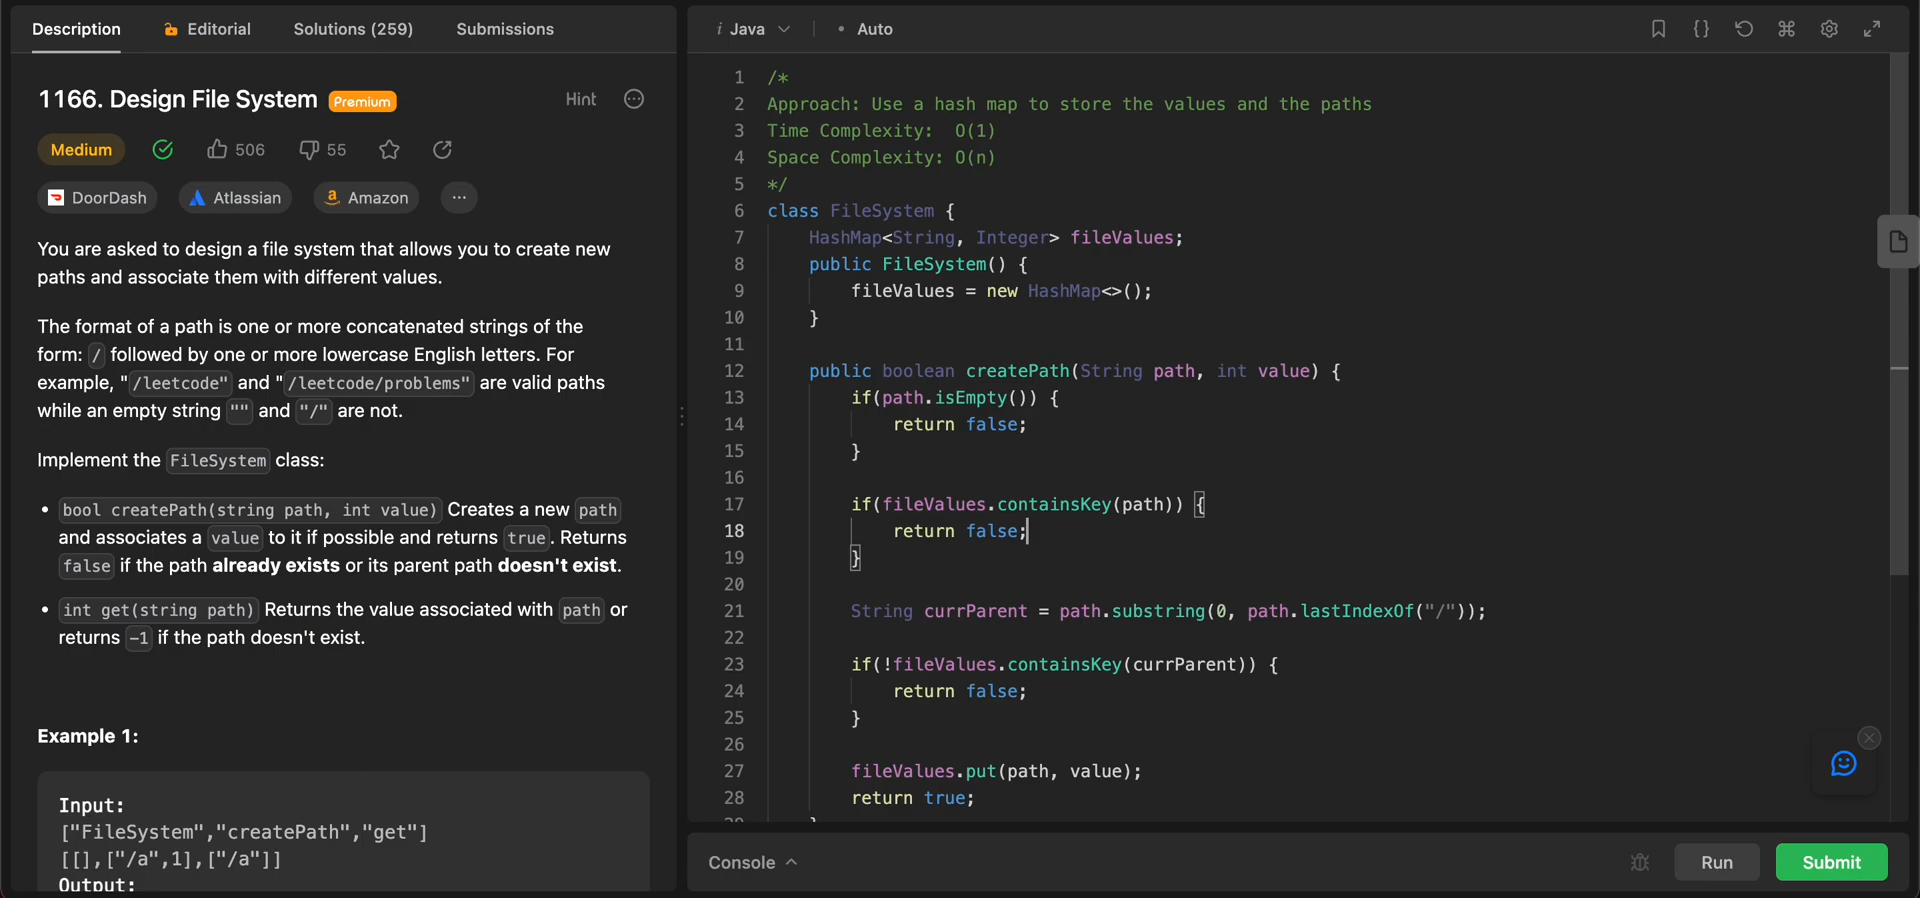 Description
Editorial
Solutions (259)
Submissions
1166. Design File System
Premium
Hint
Medium
506
55
DoorDash
Atlassian
Amazon
You are asked to design a file system that allows you to create new
paths and associate them with different values.
The format of a path is one or more concatenated strings of the
form: / followed by one or more lowercase English letters. For
example, "/leetcode" and "/leetcode/problems" are valid paths
while an empty string "" and "/" are not.
Implement the FileSystem class:
• bool createPath(string path, int value) Creates a new path
and associates a value to it if possible and returns true. Returns
false if the path already exists or its parent path doesn't exist.
• int get(string path) Returns the value associated with path or
returns -1 if the path doesn't exist.
Example 1:
Input:
["FileSystem","createPath","get"]
[[],["/a",1],["/a"]]
Output:
i Java
• Auto
{}
1 /*
2 Approach: Use a hash map to store the values and the paths
3 Time Complexity:  O(1)
4 Space Complexity: O(n)
5 */
6 class FileSystem {
7     HashMap<String, Integer> fileValues;
8     public FileSystem() {
9         fileValues = new HashMap<>();
10     }
11
12     public boolean createPath(String path, int value) {
13         if(path.isEmpty()) {
14             return false;
15         }
16
17         if(fileValues.containsKey(path)) {
18             return false;
19         }
20
21         String currParent = path.substring(0, path.lastIndexOf("/"));
22
23         if(!fileValues.containsKey(currParent)) {
24             return false;
25         }
26
27         fileValues.put(path, value);
28         return true;
29     }
Console
Run
Submit